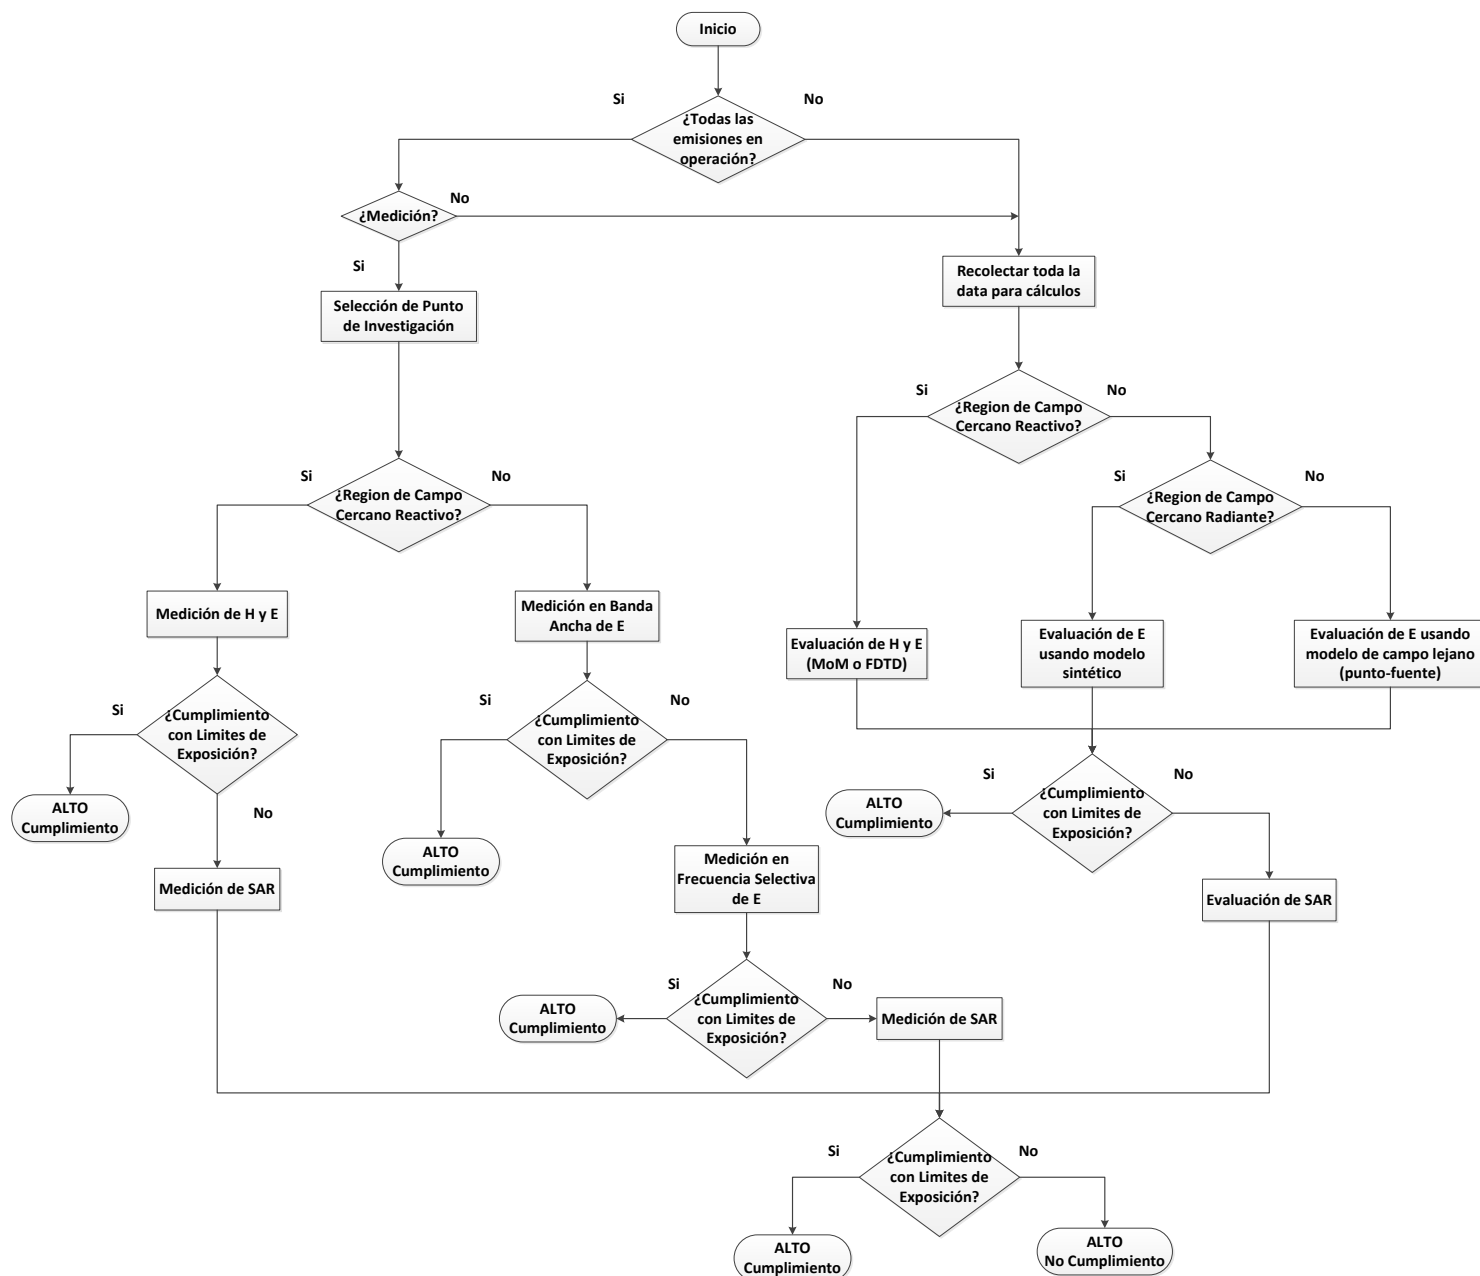 Inicio
Si
No
¿Todas las
emisiones en
operación?
¿Medición?
No
Si
Selección de Punto
de Investigación
Recolectar toda la
data para cálculos
Si
¿Region de Campo
Cercano Reactivo?
No
Si
¿Region de Campo
Cercano Reactivo?
No
Si
¿Region de Campo
Cercano Radiante?
No
Medición de H y E
Medición en Banda
Ancha de E
Evaluación de H y E
(MoM o FDTD)
Evaluación de E
usando modelo
sintético
Evaluación de E usando
modelo de campo lejano
(punto-fuente)
Si
¿Cumplimiento
con Limites de
Exposición?
No
ALTO
Cumplimiento
Si
¿Cumplimiento
con Limites de
Exposición?
No
ALTO
Cumplimiento
Si
¿Cumplimiento
con Limites de
Exposición?
No
ALTO
Cumplimiento
Medición de SAR
Medición en
Frecuencia Selectiva
de E
Evaluación de SAR
Si
¿Cumplimiento
con Limites de
Exposición?
No
ALTO
Cumplimiento
Medición de SAR
Si
¿Cumplimiento
con Limites de
Exposición?
No
ALTO
Cumplimiento
ALTO
No Cumplimiento